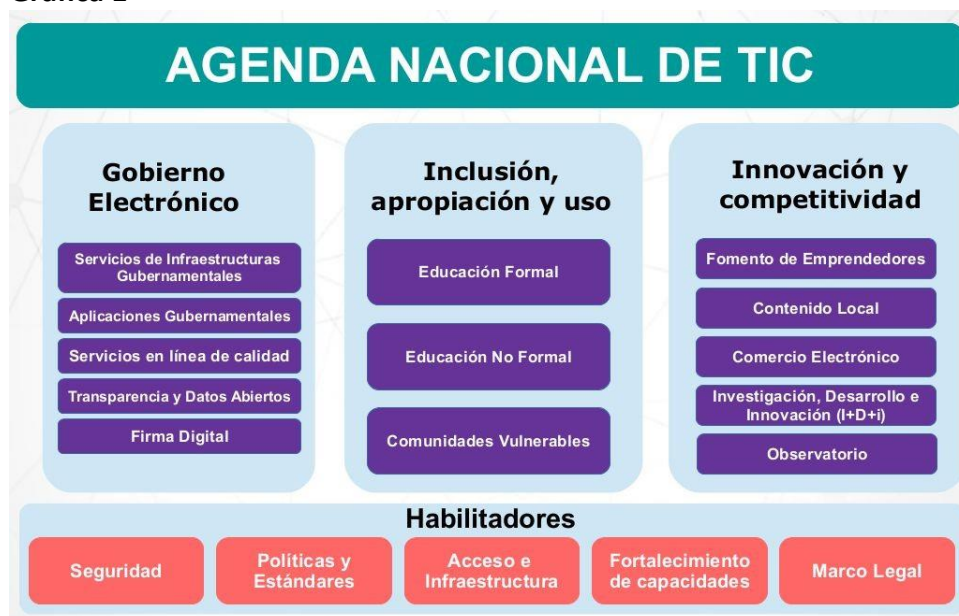 AGENDA NACIONAL DE TIC
Gobierno
Electrónico
Servicios de Infraestructuras
Gubernamentales
Aplicaciones Gubernamentales
Servicios en línea de calidad
Transparencia y Datos Abiertos
Firma Digital
Inclusión,
apropiación y uso
Educación Formal
Educación No Formal
Comunidades Vulnerables
Innovación y
competitividad
Fomento de Emprendedores
Contenido Local
Comercio Electrónico
Investigación, Desarrollo e
Innovación (I+D+i)
Observatorio
Habilitadores
Seguridad
Políticas y
Estándares
Acceso e
Infraestructura
Fortalecimiento
de capacidades
Marco Legal